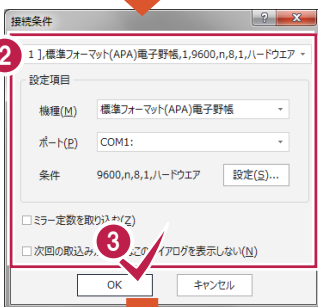 接続条件
2
1 ],標準フォーマット(APA)電子野帳,1,9600,n,8,1,ハードウエア
設定項目
機種(M) 標準フォーマット(APA)電子野帳
ポート(P) COM1:
条件 9600,n,8,1,ハードウエア 設定(S)...
ミラー定数を取り込む(Z)
3
次回の取込み このダイアログを表示しない(N)
OK キャンセル